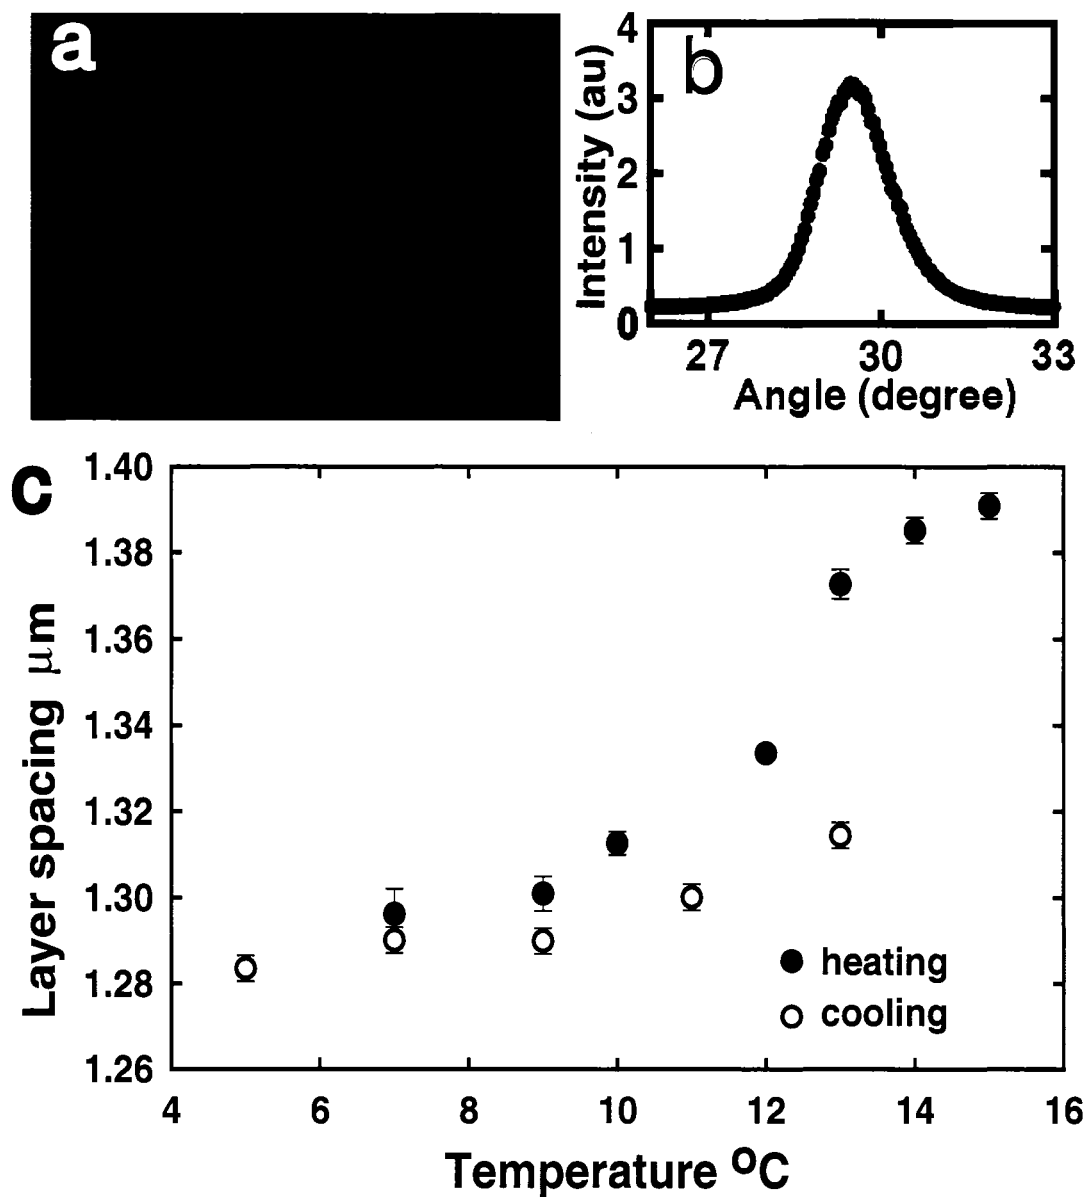 a
b
Intensity (au)
4
3
2
1
0
27 30 33
Angle (degree)
c
Layer spacing μm
1.40
1.38
1.36
1.34
1.32
1.30
1.28
1.26
heating
cooling
4 6 8 10 12 14 16
Temperature ºC